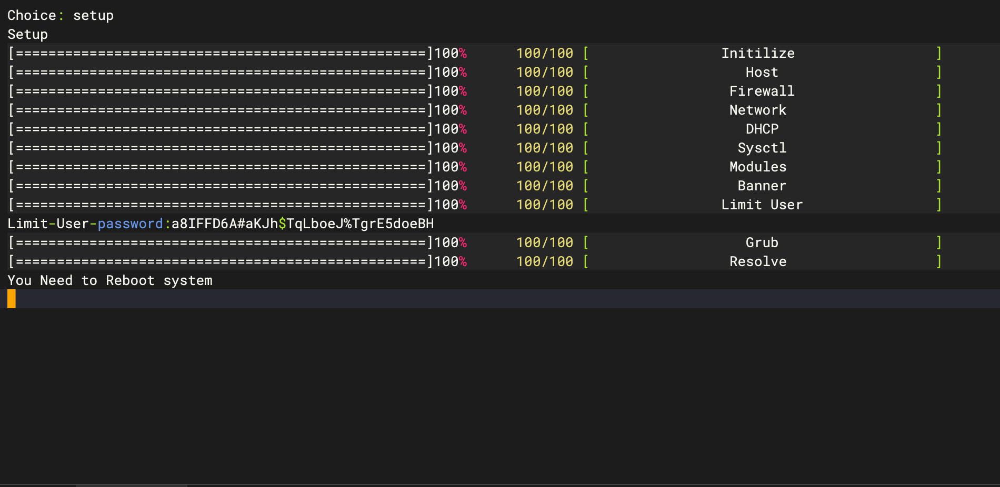 Choice: setup
Setup
[==================================================]100% 100/100 [ Initilize ]
[==================================================]100% 100/100 [ Host ]
[==================================================]100% 100/100 [ Firewall ]
[==================================================]100% 100/100 [ Network ]
[==================================================]100% 100/100 [ DHCP ]
[==================================================]100% 100/100 [ Sysctl ]
[==================================================]100% 100/100 [ Modules ]
[==================================================]100% 100/100 [ Banner ]
[==================================================]100% 100/100 [ Limit User ]
Limit-User-password:a8IFFD6A#aKJh$TqLboeJ%TgrE5doeBH
[==================================================]100% 100/100 [ Grub ]
[==================================================]100% 100/100 [ Resolve ]
You Need to Reboot system